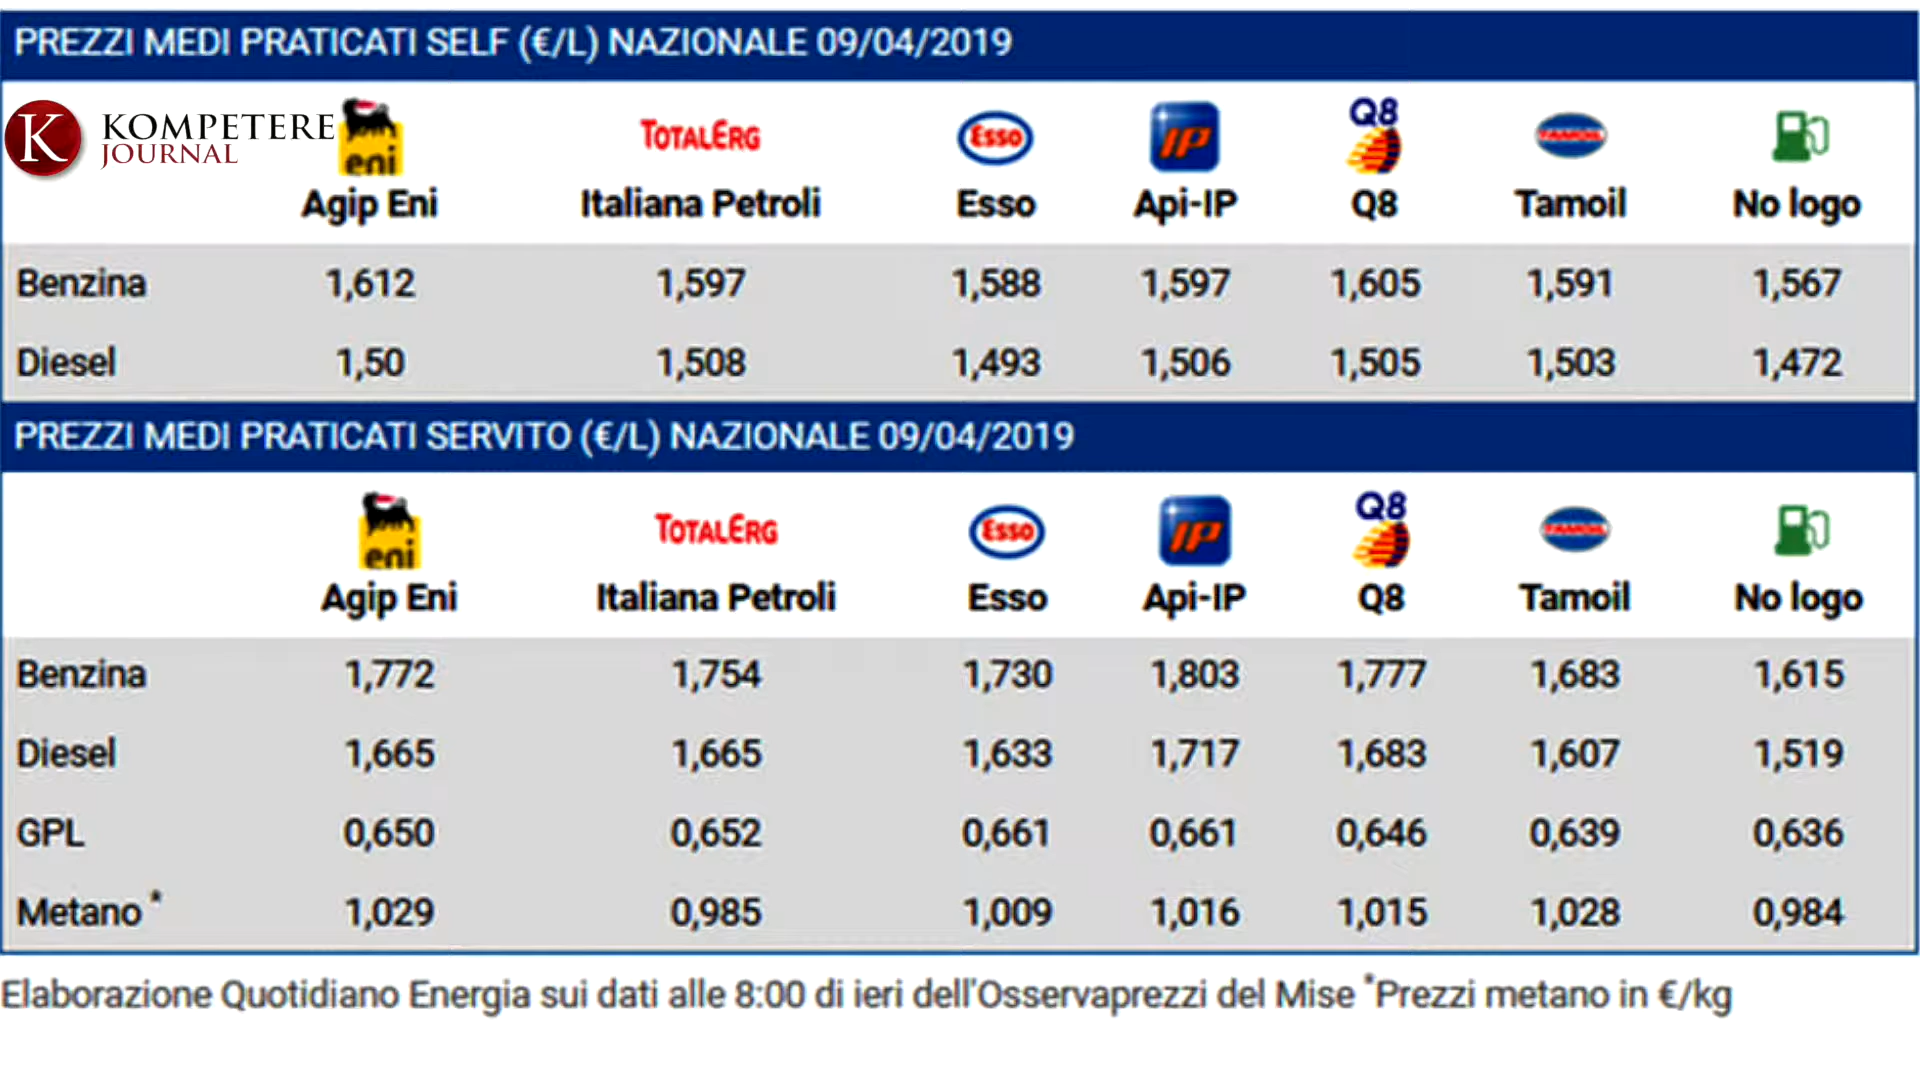 PREZZI MEDI PRATICATI SELF (€/L) NAZIONALE 09/04/2019
K KOMPETERE
JOURNAL
eni TOTALERG Esso IP Q8 TAMOIL
Agip Eni Italiana Petroli Esso Api-IP Q8 Tamoil No logo
Benzina 1,612 1,597 1,588 1,597 1,605 1,591 1,567
Diesel 1,50 1,508 1,493 1,506 1,505 1,503 1,472
PREZZI MEDI PRATICATI SERVITO (€/L) NAZIONALE 09/04/2019
eni TOTALERG Esso IP Q8 TAMOIL
Agip Eni Italiana Petroli Esso Api-IP Q8 Tamoil No logo
Benzina 1,772 1,754 1,730 1,803 1,777 1,683 1,615
Diesel 1,665 1,665 1,633 1,717 1,683 1,607 1,519
GPL 0,650 0,652 0,661 0,661 0,646 0,639 0,636
Metano * 1,029 0,985 1,009 1,016 1,015 1,028 0,984
Elaborazione Quotidiano Energia sui dati alle 8:00 di ieri dell'Osservaprezzi del Mise *Prezzi metano in €/kg